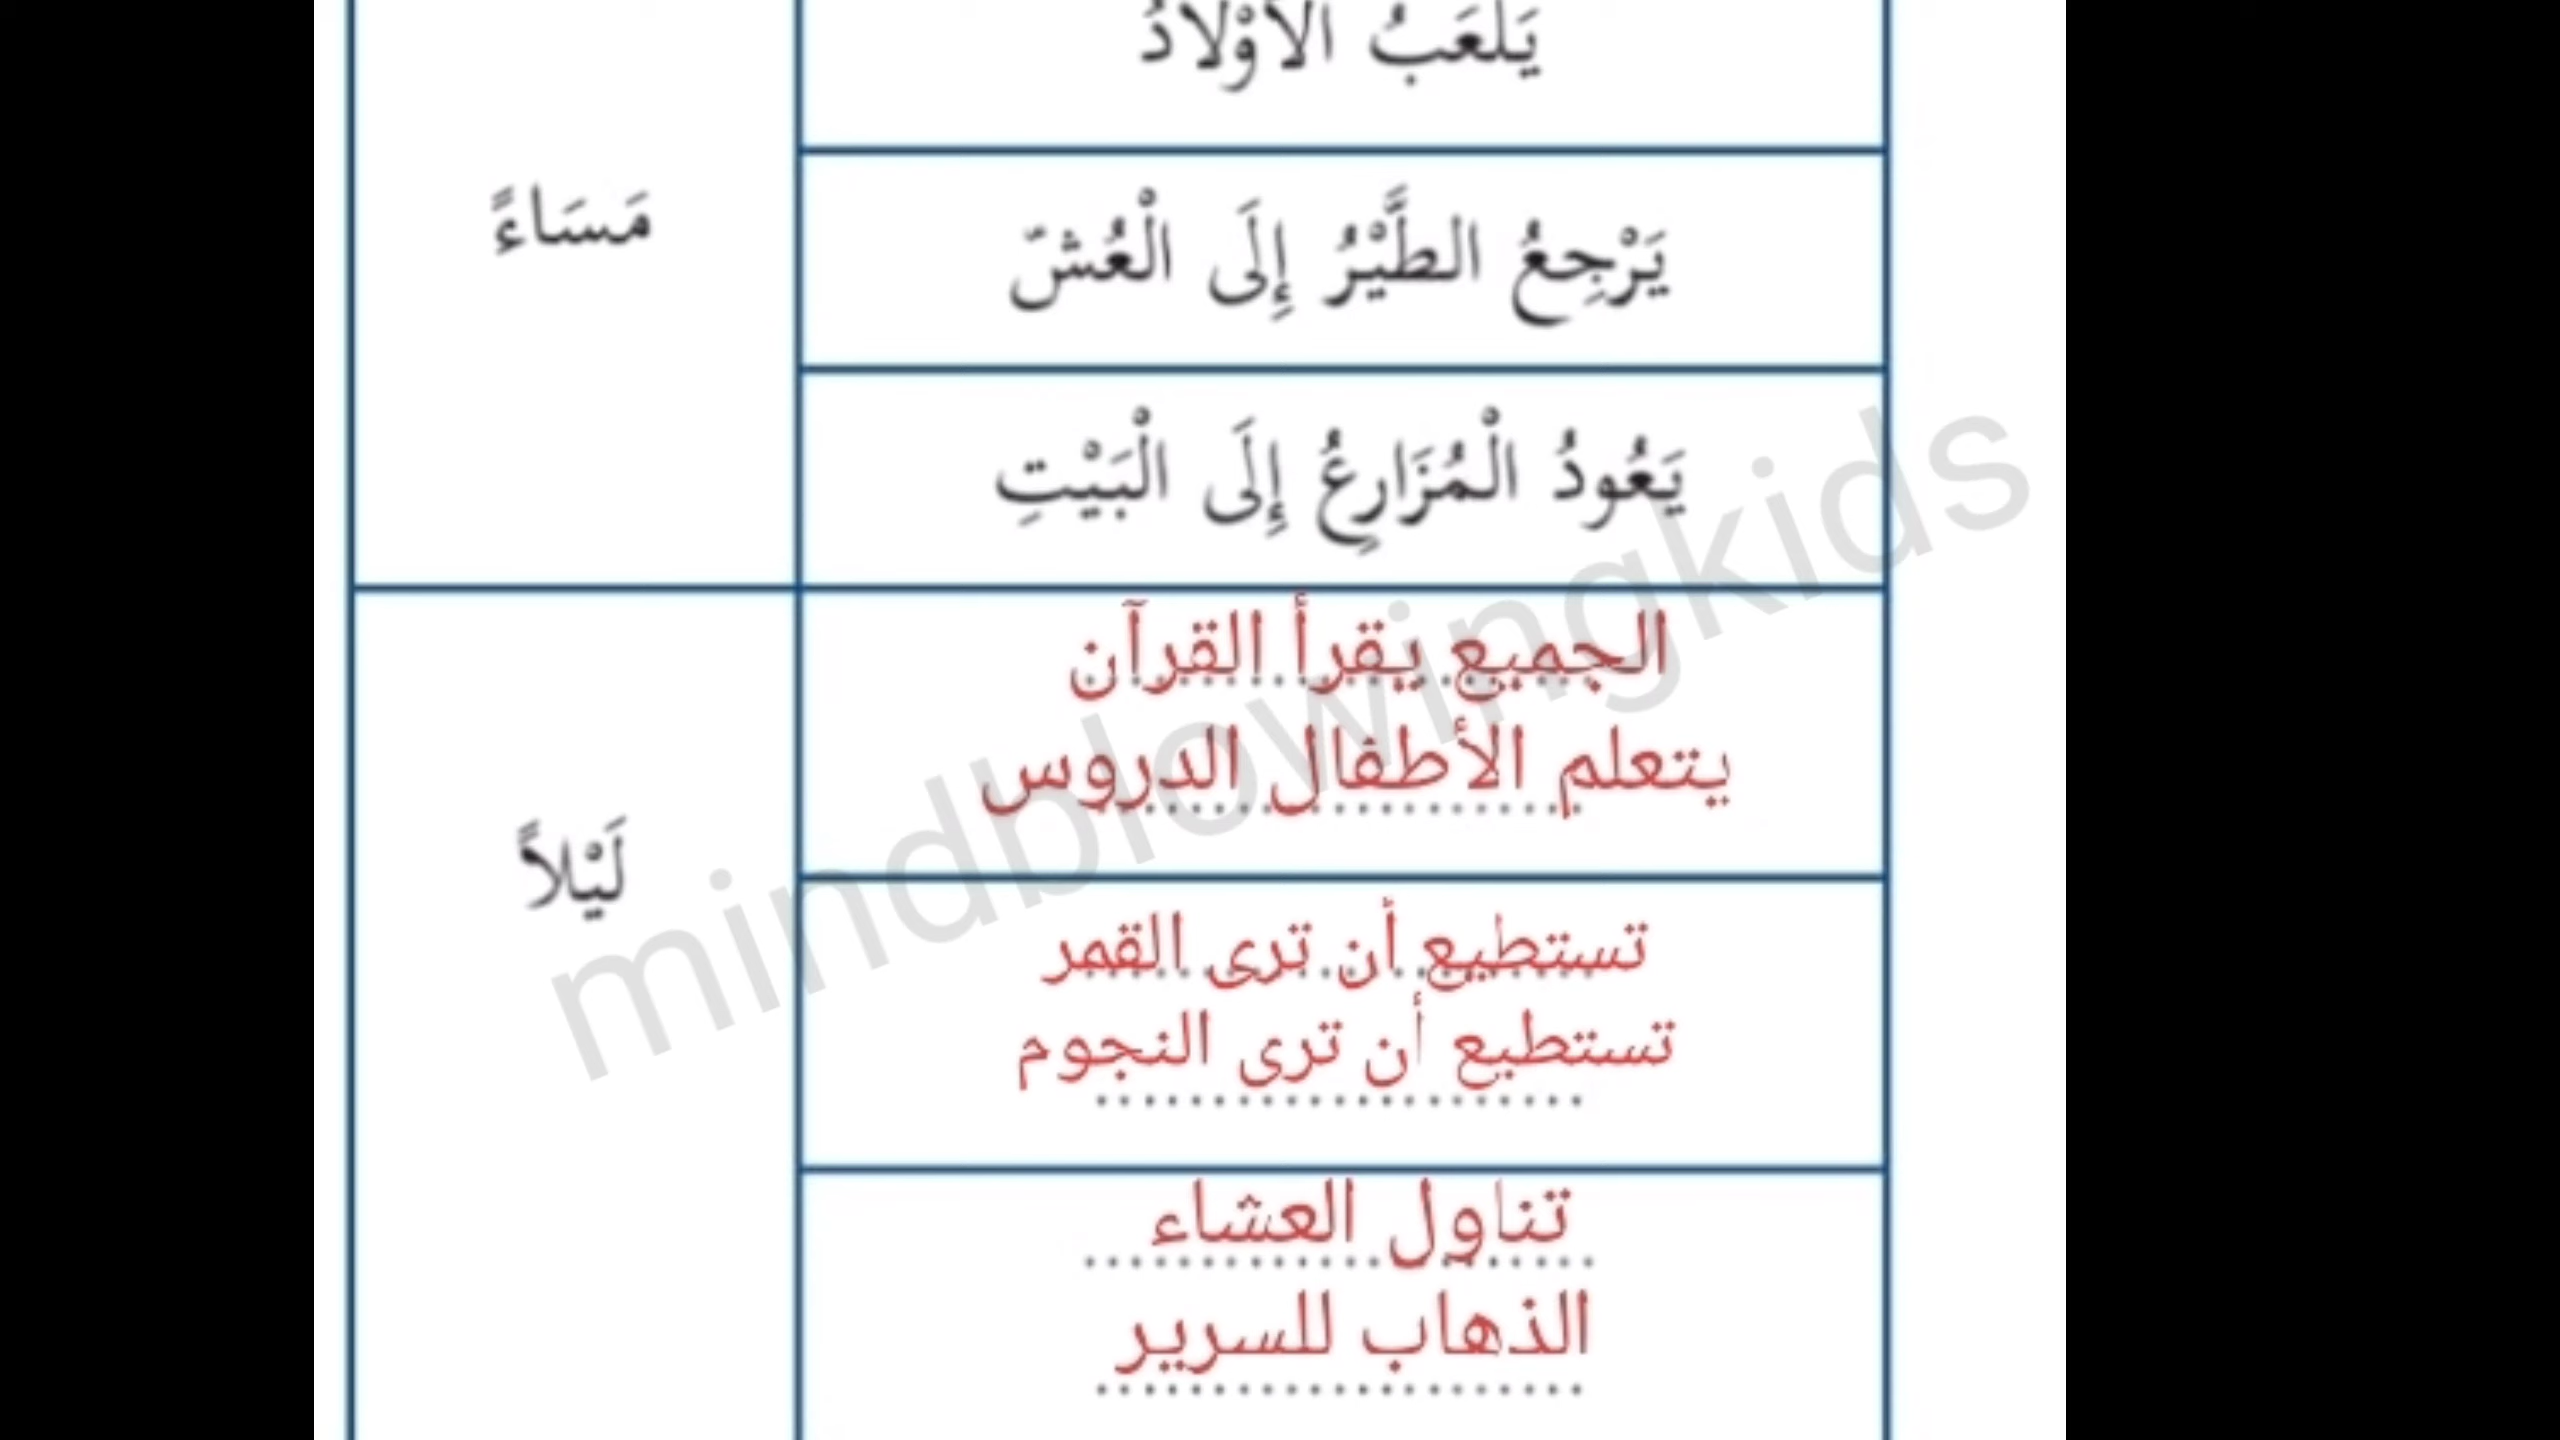 يَلْعَبُ الْأَوْلَادُ
مَسَاءً
يَرْجِعُ الطَّيْرُ إِلَى الْعُشّ
يَعُودُ الْمُزَارِعُ إِلَى الْبَيْتِ
الجميع يقرأ القرآن
يتعلم الأطفال الدروس
لَيْلاً
تستطيع أن ترى القمر
تستطيع أن ترى النجوم
تناول العشاء
الذهاب للسرير
mindblowingkids